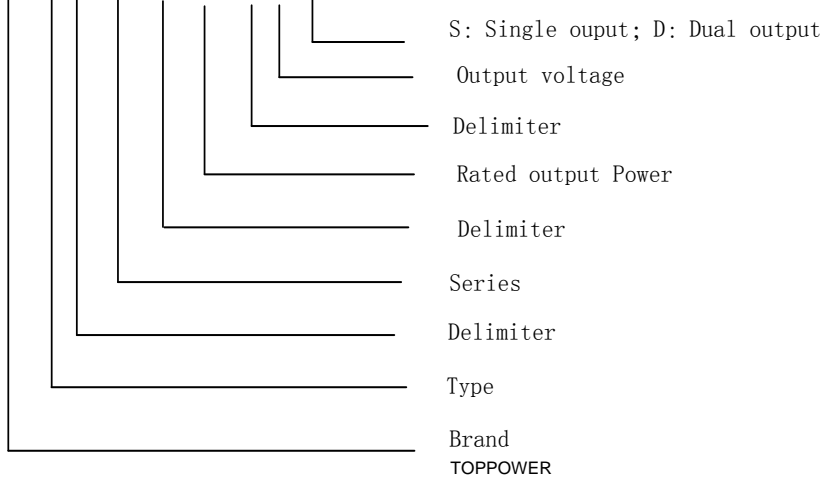 S: Single ouput; D: Dual output
Output voltage
Delimiter
Rated output Power
Delimiter
Series
Delimiter
Type
Brand
TOPPOWER